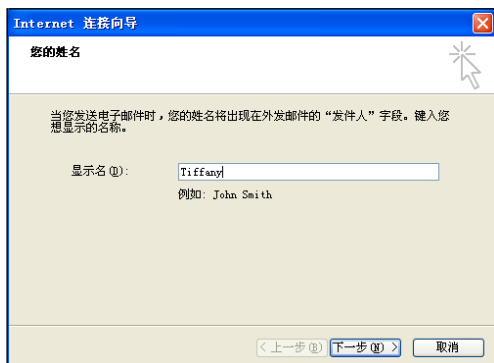 Internet 连接向导
您的姓名
当您发送电子邮件时，您的姓名将出现在外发邮件的“发件人”字段。键入您
想显示的名称。
显示名(D): Tiffany
例如: John Smith
< 上一步(B) 下一步(N) > 取消